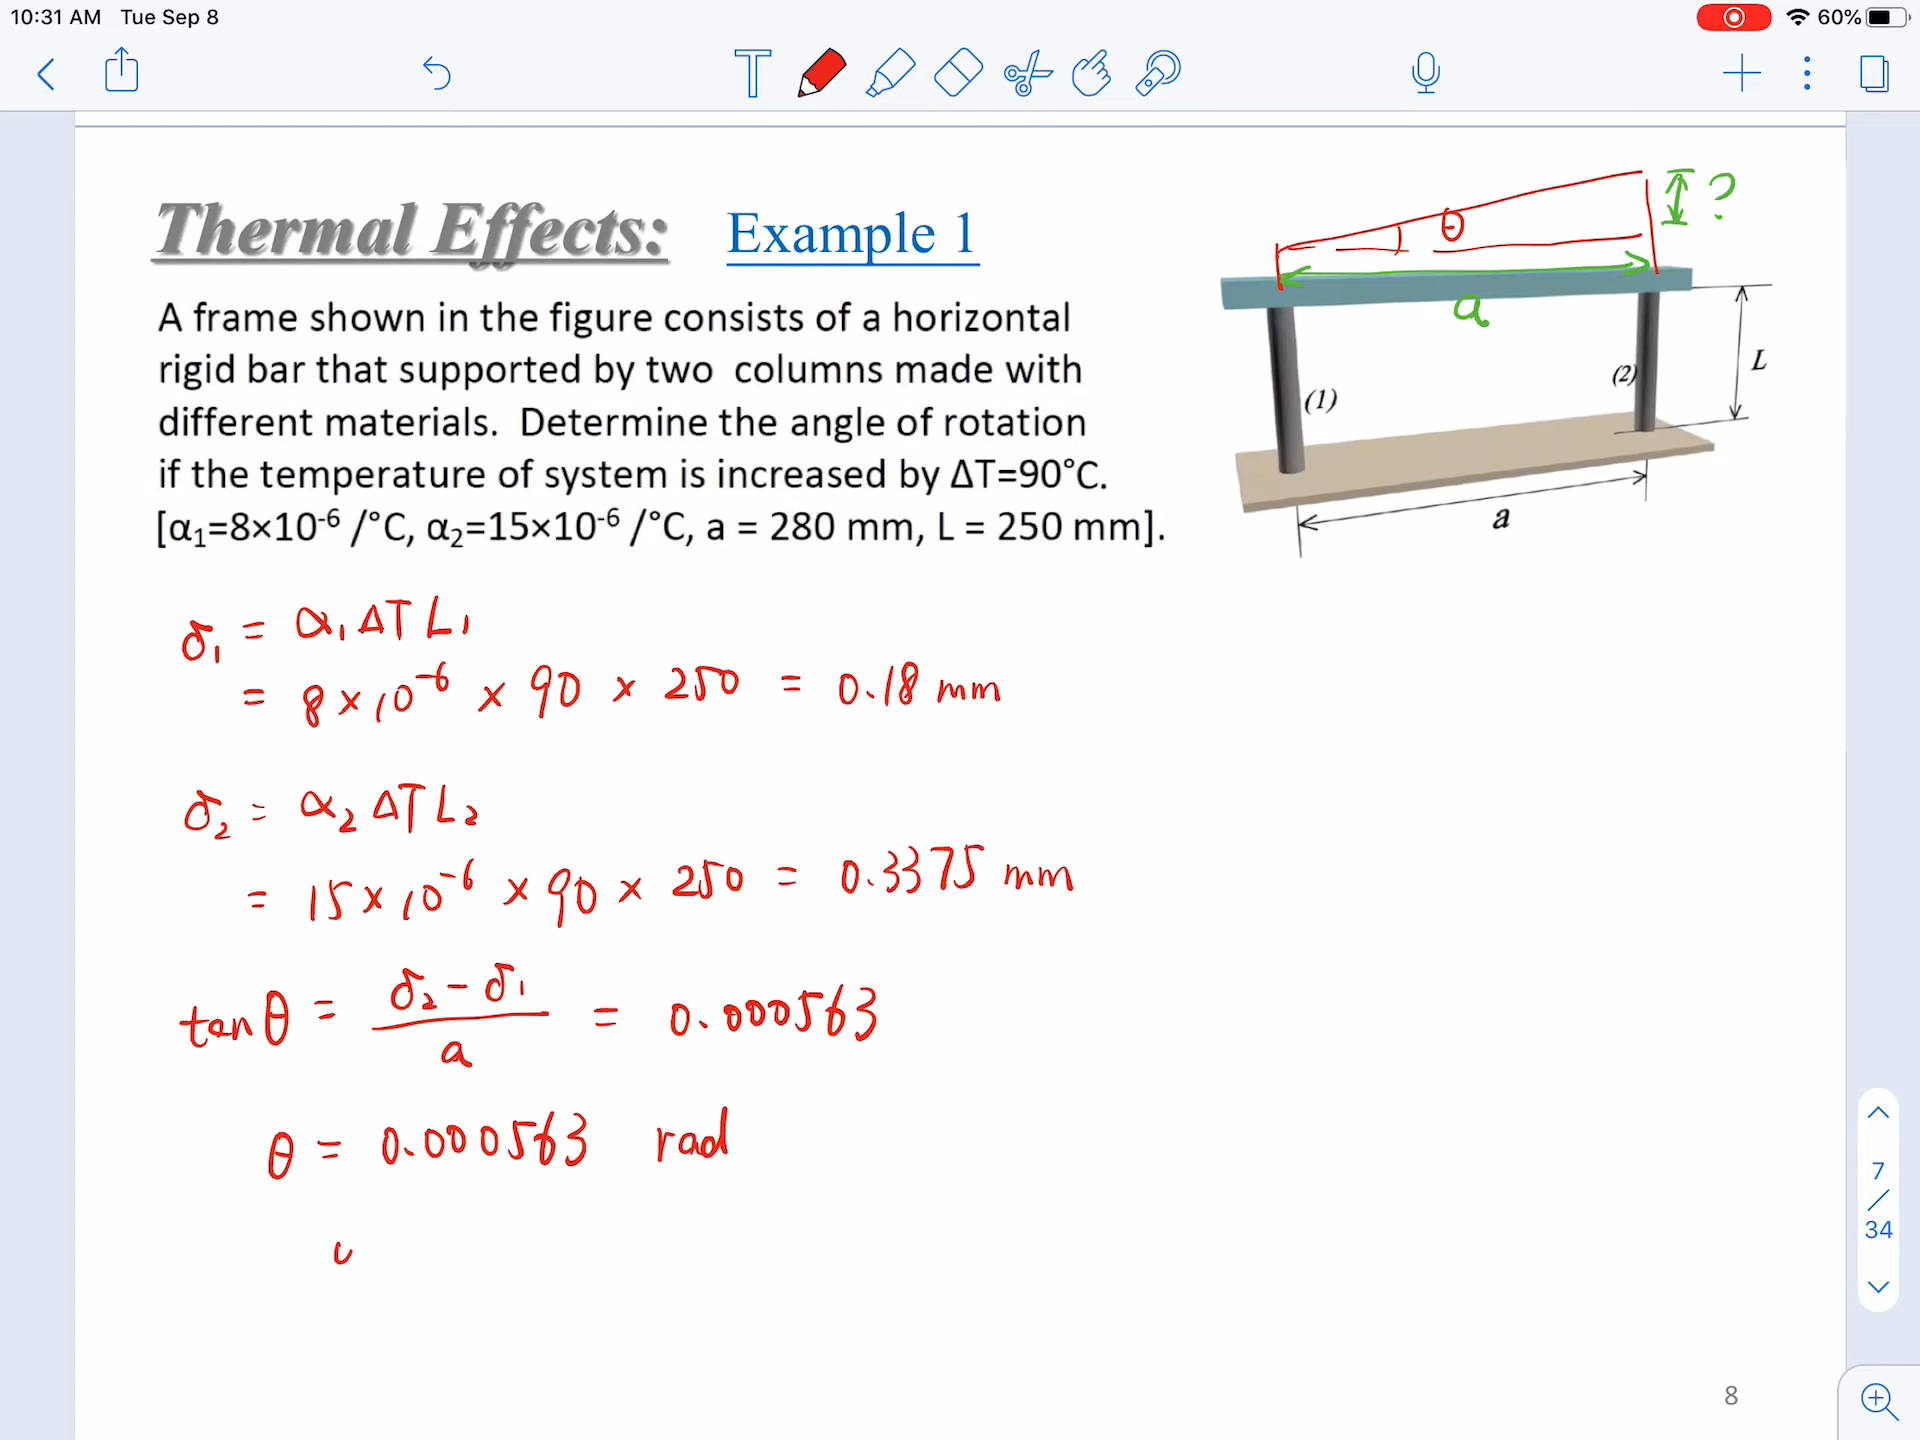 10:31 AM Tue Sep 8
60%
Thermal Effects: Example 1
A frame shown in the figure consists of a horizontal
rigid bar that supported by two columns made with
different materials. Determine the angle of rotation
if the temperature of system is increased by ΔT=90°C.
[α₁=8×10⁻⁶ /°C, α₂=15×10⁻⁶ /°C, a = 280 mm, L = 250 mm].
θ
?
a
(1)
(2)
L
a
δ₁ = α₁ ΔT L₁
= 8 × 10⁻⁶ × 90 × 250 = 0.18 mm
δ₂ = α₂ ΔT L₂
= 15 × 10⁻⁶ × 90 × 250 = 0.3375 mm
tan θ = (δ₂ - δ₁) / a = 0.000563
θ = 0.000563 rad
7
/
34
8